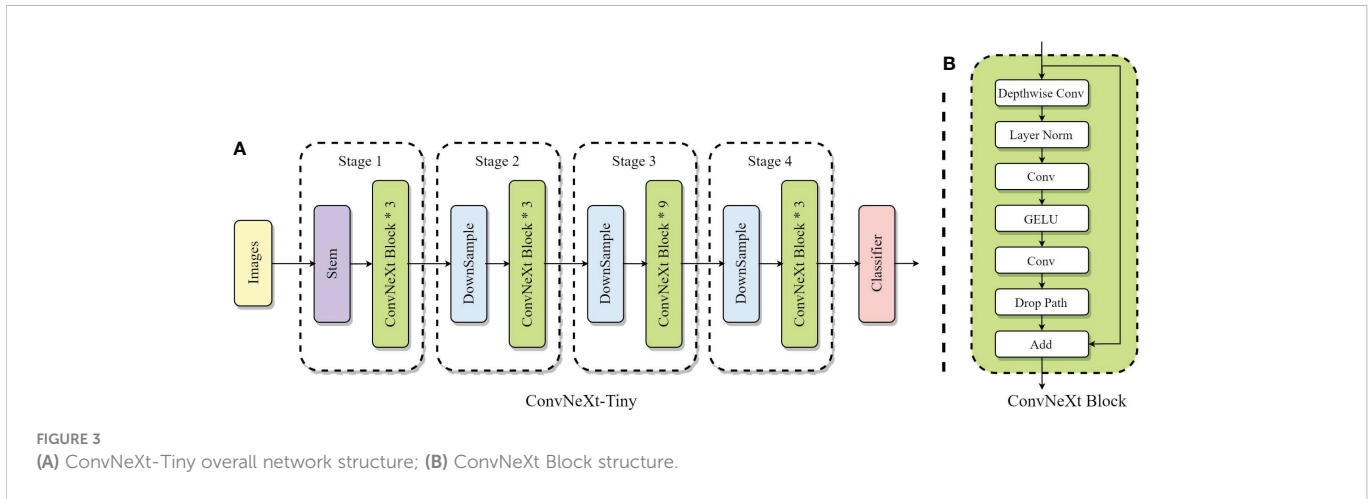 A
Images
Stage 1
Stem
ConvNeXt Block * 3
Stage 2
DownSample
ConvNeXt Block * 3
Stage 3
DownSample
ConvNeXt Block * 9
Stage 4
DownSample
ConvNeXt Block * 3
Classifier
ConvNeXt-Tiny
B
Depthwise Conv
Layer Norm
Conv
GELU
Conv
Drop Path
Add
ConvNeXt Block
FIGURE 3
(A) ConvNeXt-Tiny overall network structure; (B) ConvNeXt Block structure.